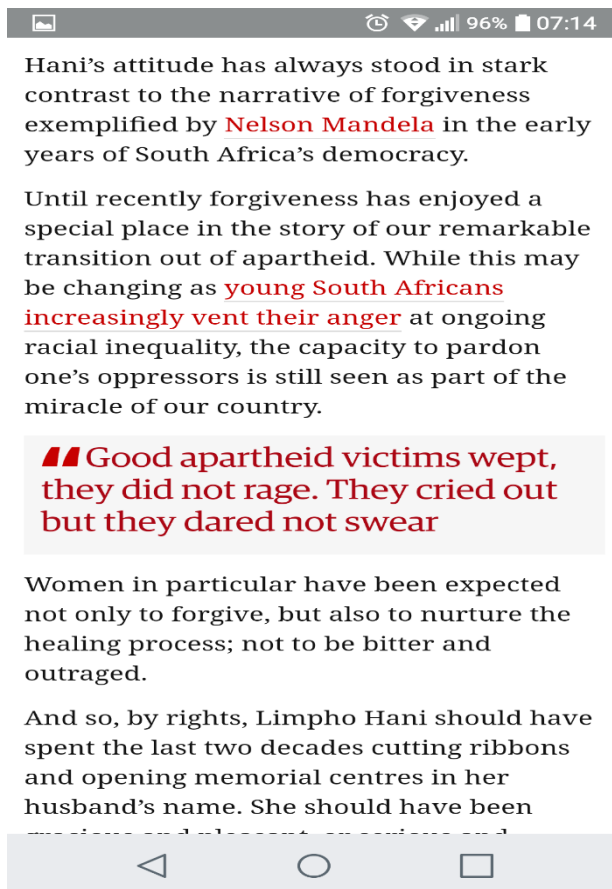 96% 07:14
Hani’s attitude has always stood in stark
contrast to the narrative of forgiveness
exemplified by Nelson Mandela in the early
years of South Africa’s democracy.
Until recently forgiveness has enjoyed a
special place in the story of our remarkable
transition out of apartheid. While this may
be changing as young South Africans
increasingly vent their anger at ongoing
racial inequality, the capacity to pardon
one’s oppressors is still seen as part of the
miracle of our country.
“Good apartheid victims wept,
they did not rage. They cried out
but they dared not swear
Women in particular have been expected
not only to forgive, but also to nurture the
healing process; not to be bitter and
outraged.
And so, by rights, Limpho Hani should have
spent the last two decades cutting ribbons
and opening memorial centres in her
husband’s name. She should have been